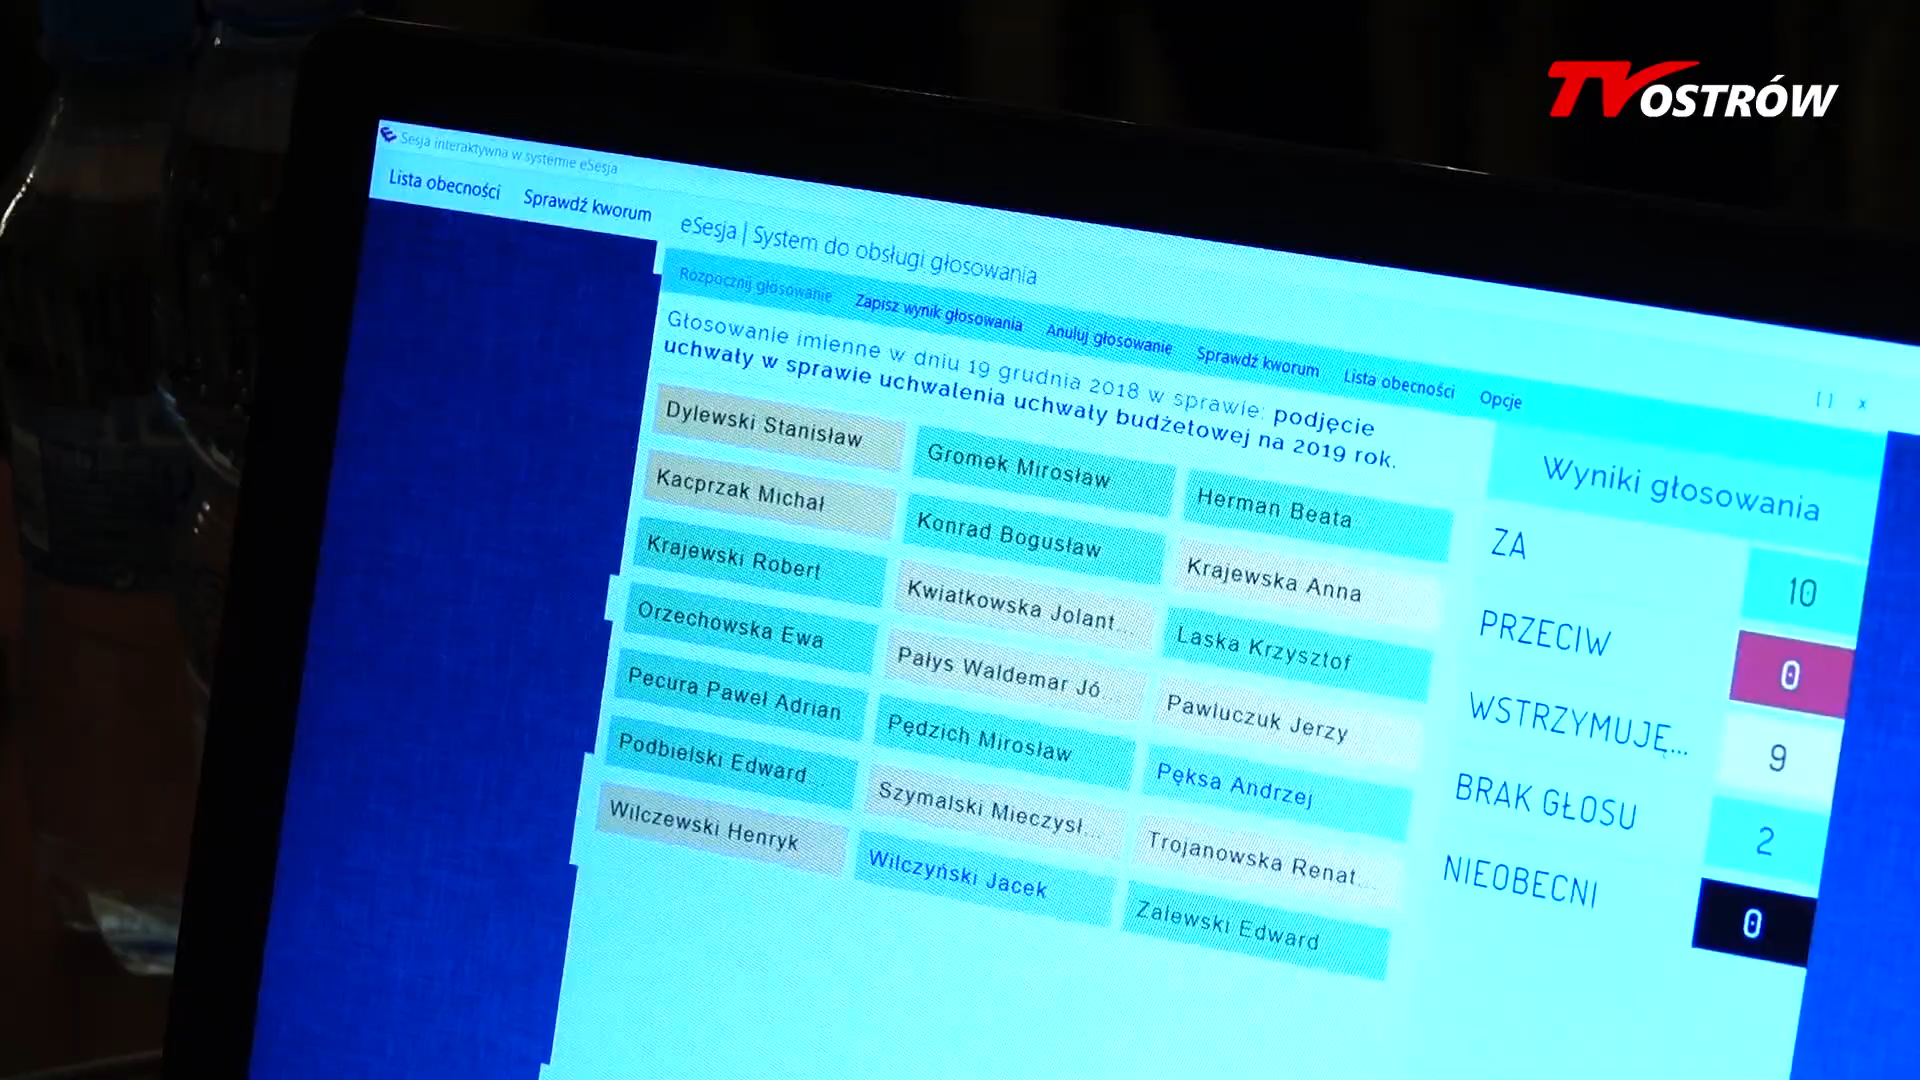 TV OSTRÓW
Sesja interaktywna w systemie eSesja
Lista obecności Sprawdź kworum
eSesja | System do obsługi głosowania
Rozpocznij głosowanie Zapisz wynik głosowania Anuluj głosowanie Sprawdź kworum Lista obecności Opcje
[ ] x
Głosowanie imienne w dniu 19 grudnia 2018 w sprawie: podjęcie
uchwały w sprawie uchwalenia uchwały budżetowej na 2019 rok.
Dylewski Stanisław Gromek Mirosław Herman Beata
Kacprzak Michał Konrad Bogusław Krajewska Anna
Krajewski Robert Kwiatkowska Jolant... Laska Krzysztof
Orzechowska Ewa Pałys Waldemar Jó... Pawluczuk Jerzy
Pecura Paweł Adrian Pędzich Mirosław Pęksa Andrzej
Podbielski Edward... Szymalski Mieczysł... Trojanowska Renat...
Wilczewski Henryk Wilczyński Jacek Zalewski Edward
Wyniki głosowania
ZA 10
PRZECIW 0
WSTRZYMUJĘ... 9
BRAK GŁOSU 2
NIEOBECNI 0